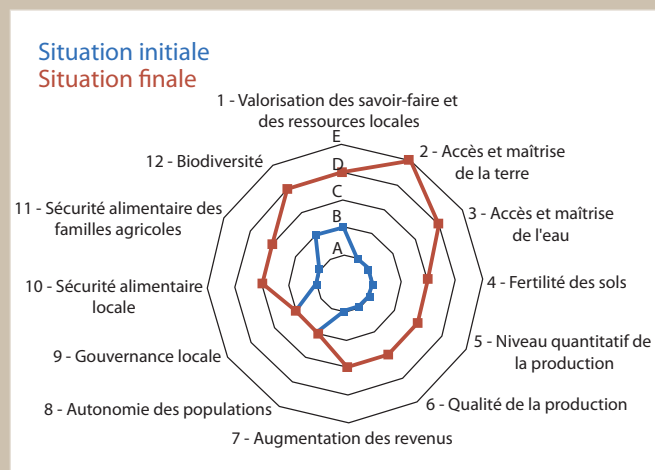 Situation initiale
Situation finale
1 - Valorisation des savoir-faire et
des ressources locales
E
D
C
B
A
2 - Accès et maîtrise
de la terre
3 - Accès et maîtrise
de l'eau
4 - Fertilité des sols
5 - Niveau quantitatif de
la production
6 - Qualité de la production
7 - Augmentation des revenus
8 - Autonomie des populations
9 - Gouvernance locale
10 - Sécurité alimentaire
locale
11 - Sécurité alimentaire des
familles agricoles
12 - Biodiversité